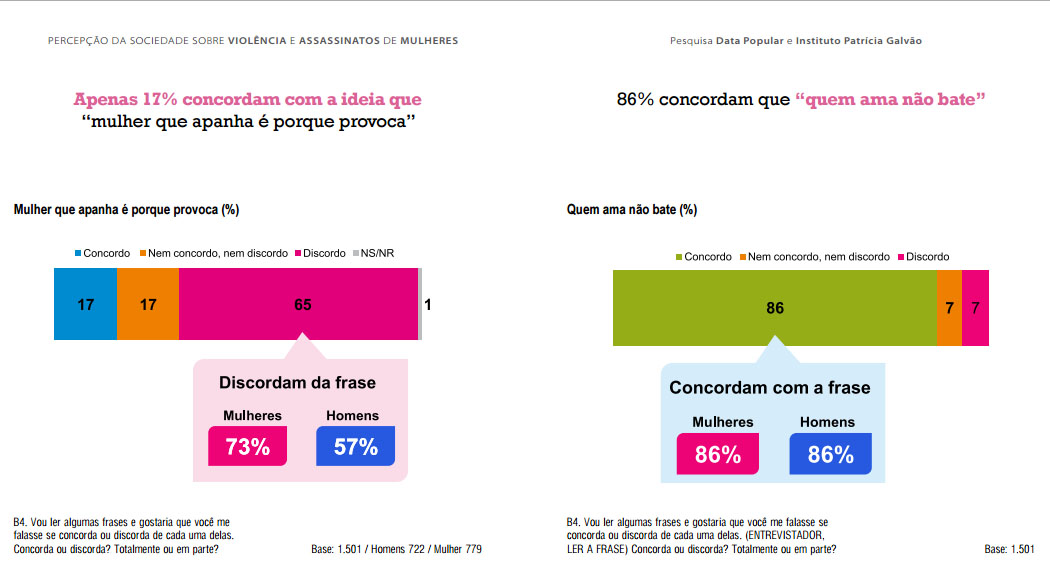 PERCEPÇÃO DA SOCIEDADE SOBRE VIOLÊNCIA E ASSASSINATOS DE MULHERES
Apenas 17% concordam com a ideia que
“mulher que apanha é porque provoca”
Mulher que apanha é porque provoca (%)
Concordo Nem concordo, nem discordo Discordo NS/NR
17 17 65 1
Discordam da frase
Mulheres Homens
73% 57%
B4. Vou ler algumas frases e gostaria que você me
falasse se concorda ou discorda de cada uma delas.
Concorda ou discorda? Totalmente ou em parte?
Base: 1.501 / Homens 722 / Mulher 779
Pesquisa Data Popular e Instituto Patrícia Galvão
86% concordam que “quem ama não bate”
Quem ama não bate (%)
Concordo Nem concordo, nem discordo Discordo
86 7 7
Concordam com a frase
Mulheres Homens
86% 86%
B4. Vou ler algumas frases e gostaria que você me falasse se
concorda ou discorda de cada uma delas. (ENTREVISTADOR,
LER A FRASE) Concorda ou discorda? Totalmente ou em parte?
Base: 1.501